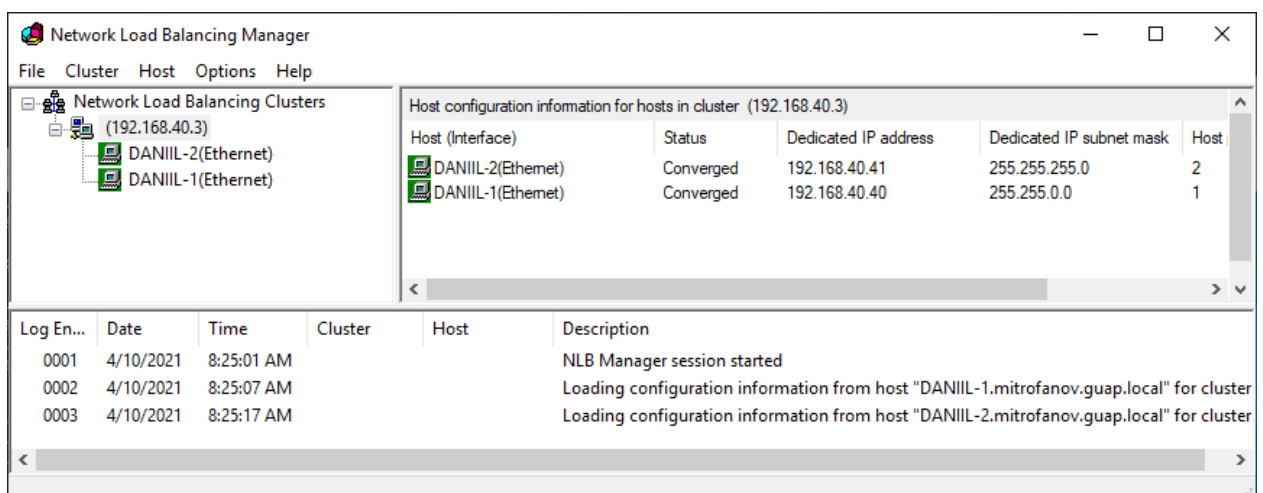 Network Load Balancing Manager
File Cluster Host Options Help
Network Load Balancing Clusters
(192.168.40.3)
DANIIL-2(Ethernet)
DANIIL-1(Ethernet)
Host configuration information for hosts in cluster (192.168.40.3)
Host (Interface) Status Dedicated IP address Dedicated IP subnet mask Host
DANIIL-2(Ethernet) Converged 192.168.40.41 255.255.255.0 2
DANIIL-1(Ethernet) Converged 192.168.40.40 255.255.0.0 1
Log En... Date Time Cluster Host Description
0001 4/10/2021 8:25:01 AM NLB Manager session started
0002 4/10/2021 8:25:07 AM Loading configuration information from host "DANIIL-1.mitrofanov.guap.local" for cluster
0003 4/10/2021 8:25:17 AM Loading configuration information from host "DANIIL-2.mitrofanov.guap.local" for cluster